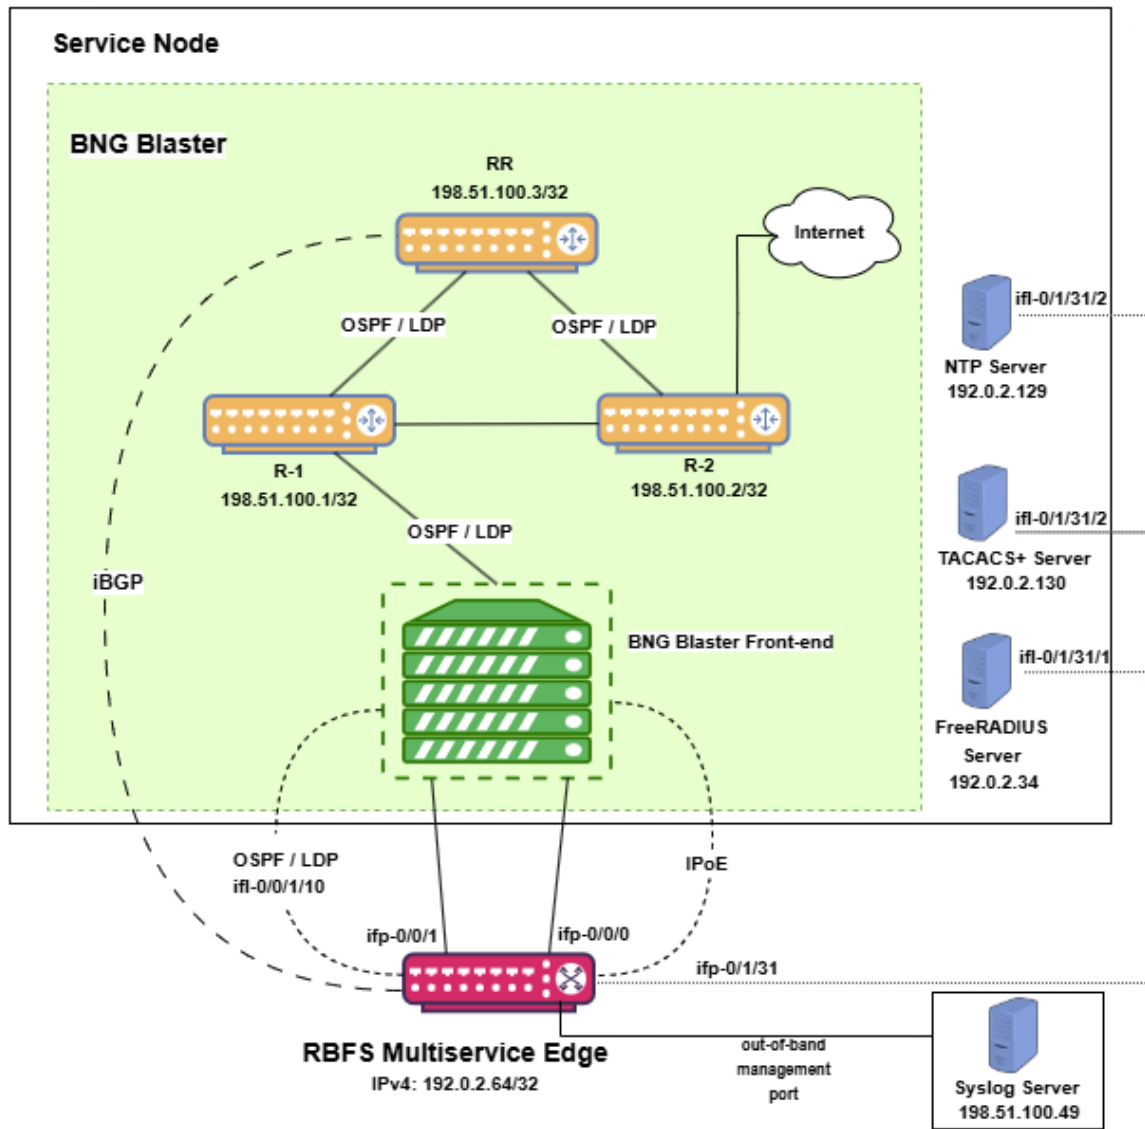 Service Node
BNG Blaster
RR
198.51.100.3/32
Internet
OSPF / LDP
OSPF / LDP
ifl-0/1/31/2
NTP Server
192.0.2.129
R-1
198.51.100.1/32
R-2
198.51.100.2/32
OSPF / LDP
ifl-0/1/31/2
TACACS+ Server
192.0.2.130
iBGP
BNG Blaster Front-end
ifl-0/1/31/1
FreeRADIUS
Server
192.0.2.34
OSPF / LDP
ifl-0/0/1/10
IPoE
ifp-0/0/1
ifp-0/0/0
ifp-0/1/31
RBFS Multiservice Edge
IPv4: 192.0.2.64/32
out-of-band
management
port
Syslog Server
198.51.100.49